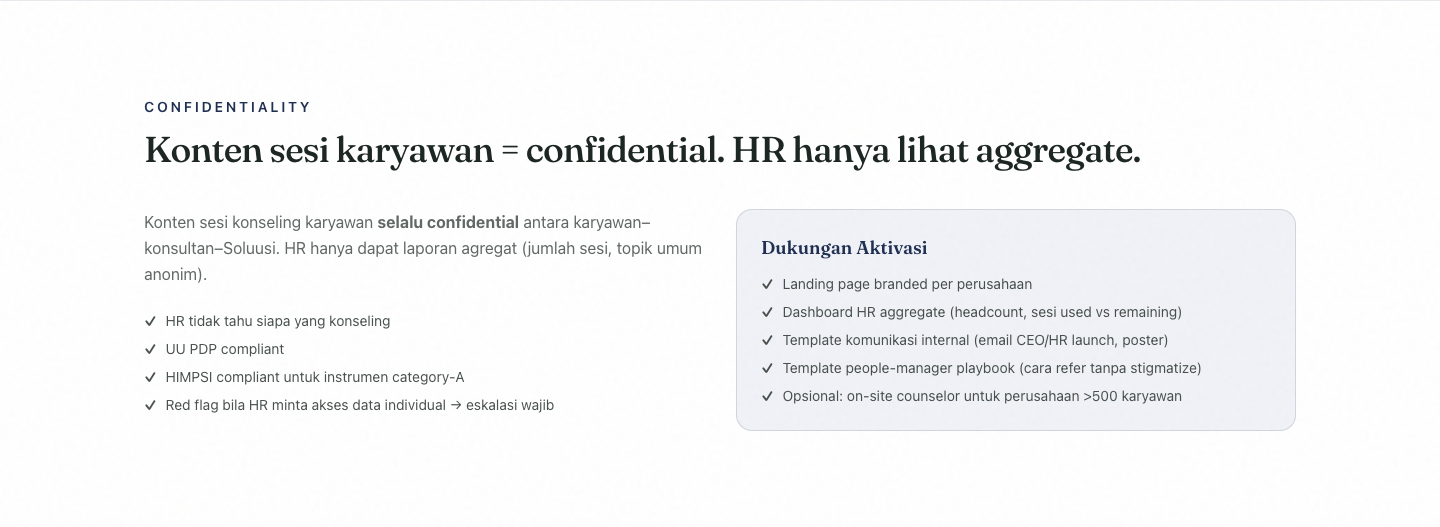 CONFIDENTIALITY
Konten sesi karyawan = confidential. HR hanya lihat aggregate.
Konten sesi konseling karyawan selalu confidential antara karyawan–
konsultan–Soluusi. HR hanya dapat laporan agregat (jumlah sesi, topik umum
anonim).
✓ HR tidak tahu siapa yang konseling
✓ UU PDP compliant
✓ HIMPSI compliant untuk instrumen category-A
✓ Red flag bila HR minta akses data individual → eskalasi wajib
Dukungan Aktivasi
✓ Landing page branded per perusahaan
✓ Dashboard HR aggregate (headcount, sesi used vs remaining)
✓ Template komunikasi internal (email CEO/HR launch, poster)
✓ Template people-manager playbook (cara refer tanpa stigmatize)
✓ Opsional: on-site counselor untuk perusahaan >500 karyawan